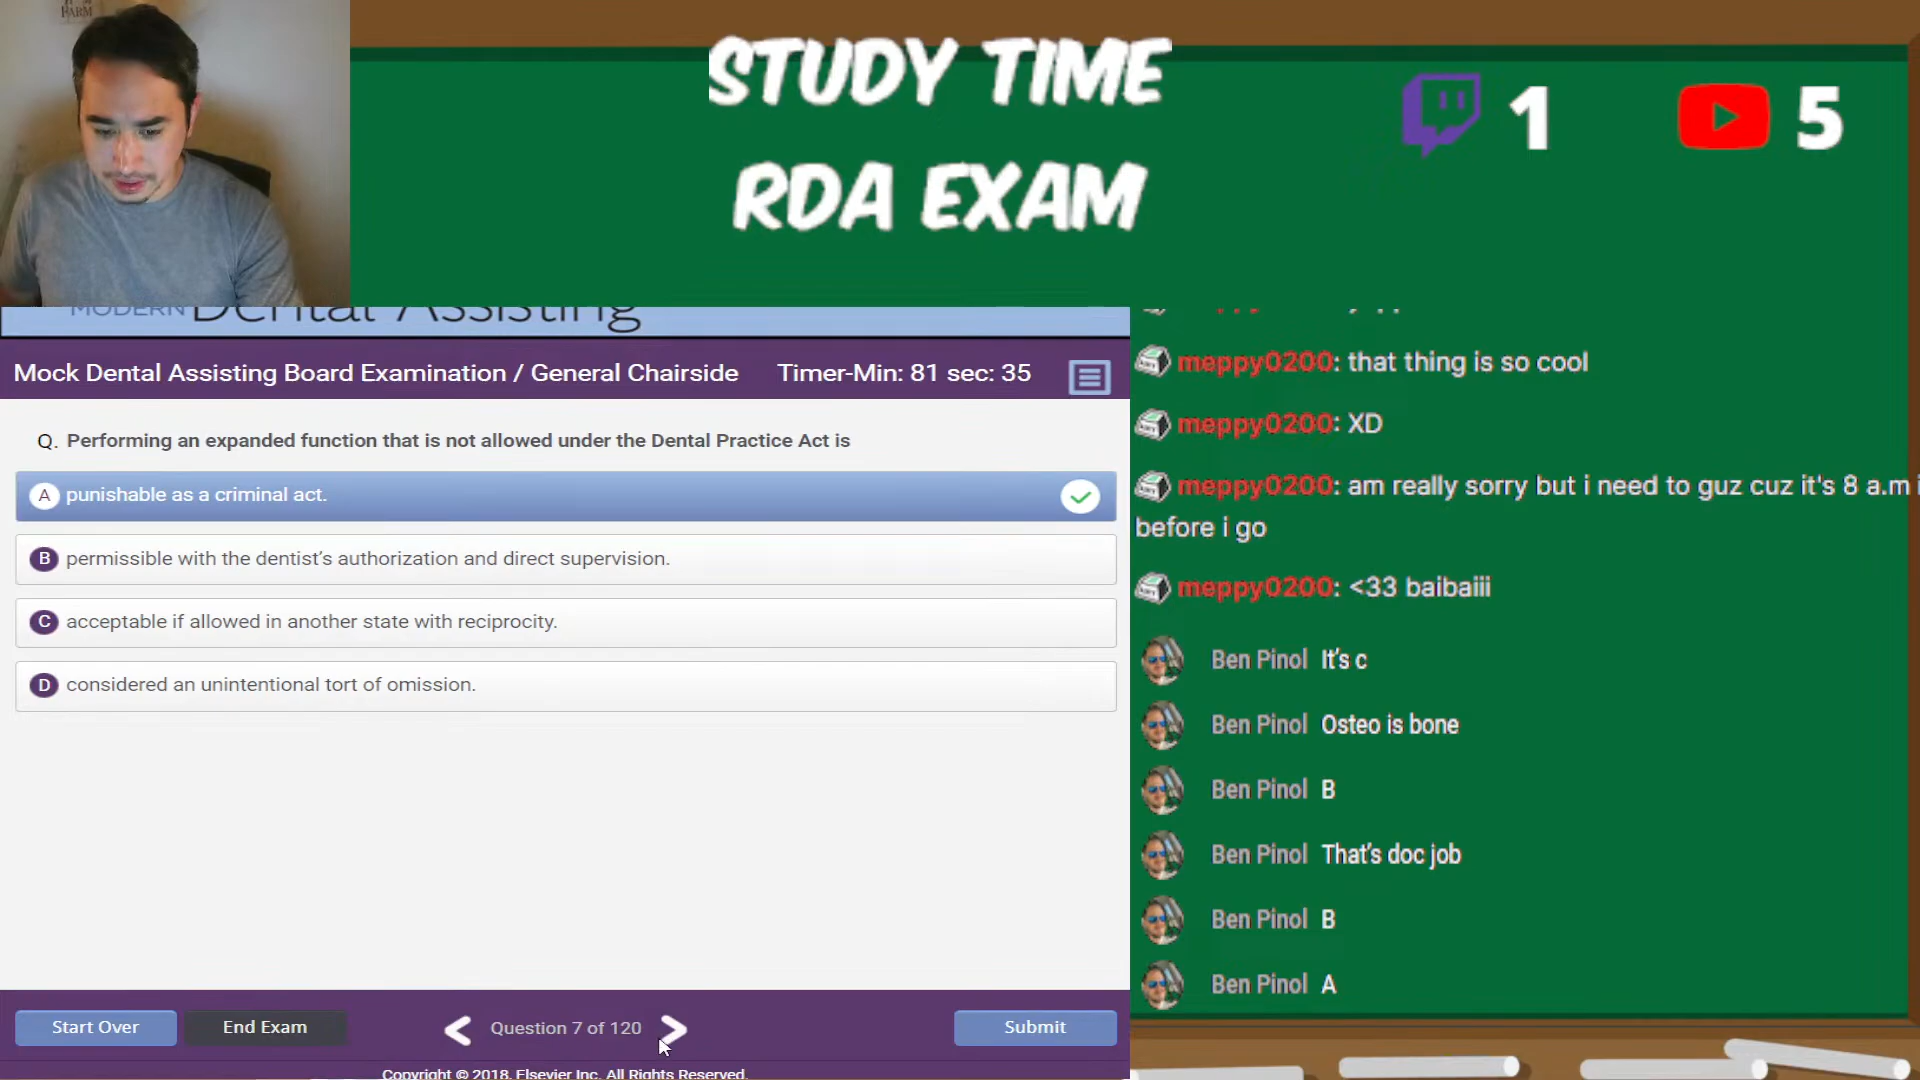 FARM
STUDY TIME
RDA EXAM
1
5
MODERN Dental Assisting
Mock Dental Assisting Board Examination / General Chairside
Timer-Min: 81 sec: 35
Q. Performing an expanded function that is not allowed under the Dental Practice Act is
A punishable as a criminal act.
B permissible with the dentist's authorization and direct supervision.
C acceptable if allowed in another state with reciprocity.
D considered an unintentional tort of omission.
Start Over
End Exam
Question 7 of 120
Submit
Copyright © 2018, Elsevier Inc. All Rights Reserved.
meppy0200: that thing is so cool
meppy0200: XD
meppy0200: am really sorry but i need to guz cuz it's 8 a.m i
before i go
meppy0200: <33 baibaiii
Ben Pinol It's c
Ben Pinol Osteo is bone
Ben Pinol B
Ben Pinol That's doc job
Ben Pinol B
Ben Pinol A